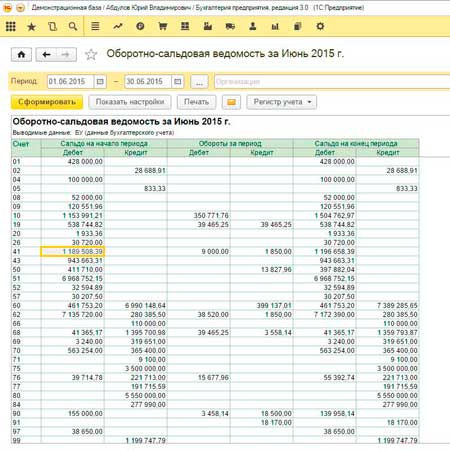 Демонстрационная база / Абдулов Юрий Владимирович / Бухгалтерия предприятия, редакция 3.0 (1С:Предприятие)
Оборотно-сальдовая ведомость за Июнь 2015 г.
Период: 01.06.2015 – 30.06.2015 ... Организация
Сформировать Показать настройки Печать Регистр учета
Оборотно-сальдовая ведомость за Июнь 2015 г.
Выводимые данные: БУ (данные бухгалтерского учета)
Счет Сальдо на начало периода Обороты за период Сальдо на конец периода
Дебет Кредит Дебет Кредит Дебет Кредит
01 428 000,00 428 000,00
02 28 688,91 28 688,91
04 100 000,00 100 000,00
05 833,33 833,33
08 52 000,00 52 000,00
09 120 551,96 120 551,96
10 1 153 991,21 350 771,76 1 504 762,97
19 538 744,82 39 465,25 39 465,25 538 744,82
20 1 933,36 1 933,36
26 30 720,00 30 720,00
41 1 189 508,39 9 000,00 1 850,00 1 196 658,39
43 943 663,31 943 663,31
50 411 710,00 13 827,96 397 882,04
51 6 968 752,15 6 968 752,15
52 32 594,89 32 594,89
57 30 207,50 30 207,50
60 461 753,20 6 990 148,64 399 137,01 461 753,20 7 389 285,65
62 7 135 720,00 280 385,50 38 520,00 1 850,00 7 172 390,00 280 385,50
66 110 000,00 110 000,00
68 41 365,17 1 395 700,98 39 465,25 3 558,14 41 365,17 1 359 793,87
69 3 240,00 319 651,00 3 240,00 319 651,00
70 563 254,00 365 400,00 563 254,00 365 400,00
71 9 100,00 9 100,00
75 3 500 000,00 3 500 000,00
76 39 714,78 221 713,00 15 677,96 55 392,74 221 713,00
77 191 715,59 191 715,59
80 5 550 000,00 5 550 000,00
84 277 990,00 277 990,00
90 155 000,00 3 458,14 18 500,00 139 958,14
91 18 170,00 18 170,00
97 38 650,00 38 650,00
99 1 199 747,79 1 199 747,79